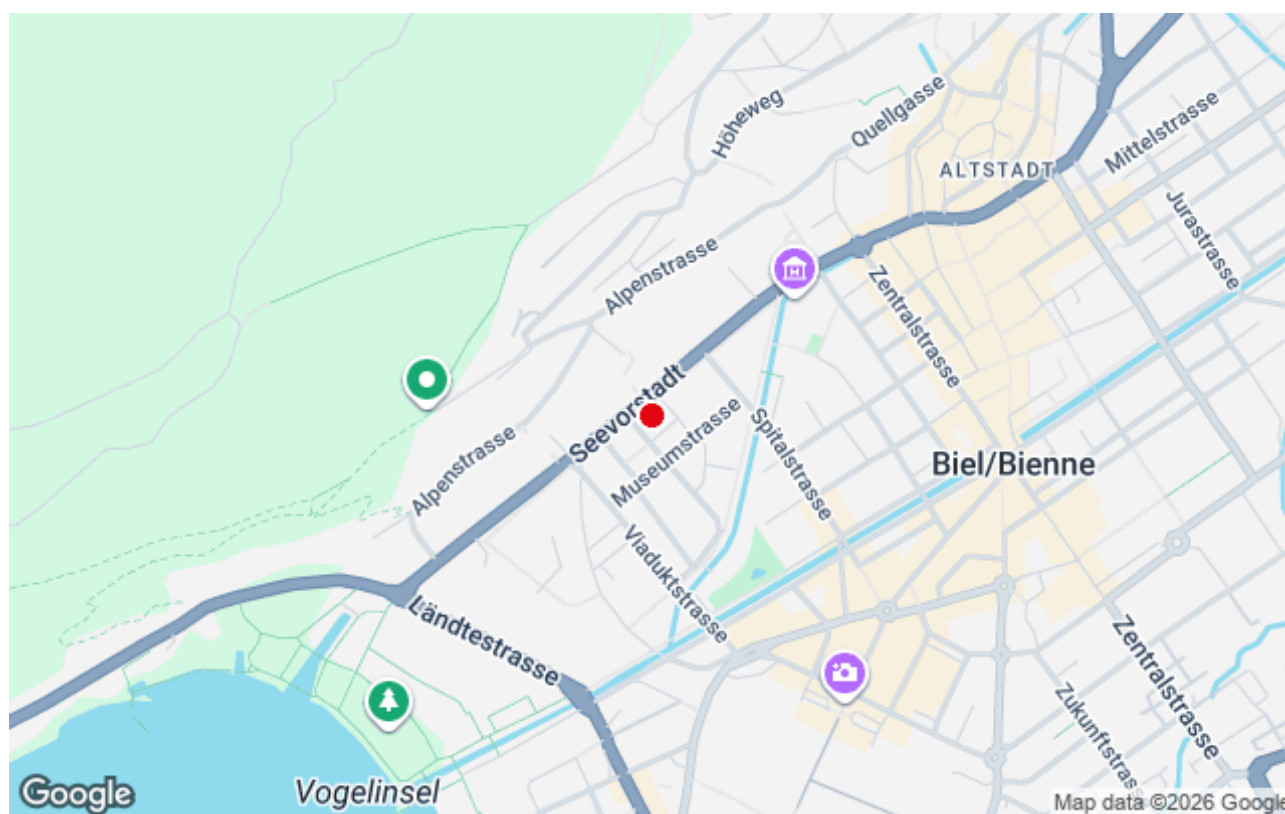 Höheweg
Quellgasse
Mittelstrasse
ALTSTADT
Jurastrasse
Alpenstrasse
Zentralstrasse
Seevorstadt
Museumstrasse
Spitalstrasse
Alpenstrasse
Biel/Bienne
Viaduktstrasse
Ländtestrasse
Zentralstrasse
Zukunftstrasse
Vogelinsel
H
Google
Map data ©2026 Google